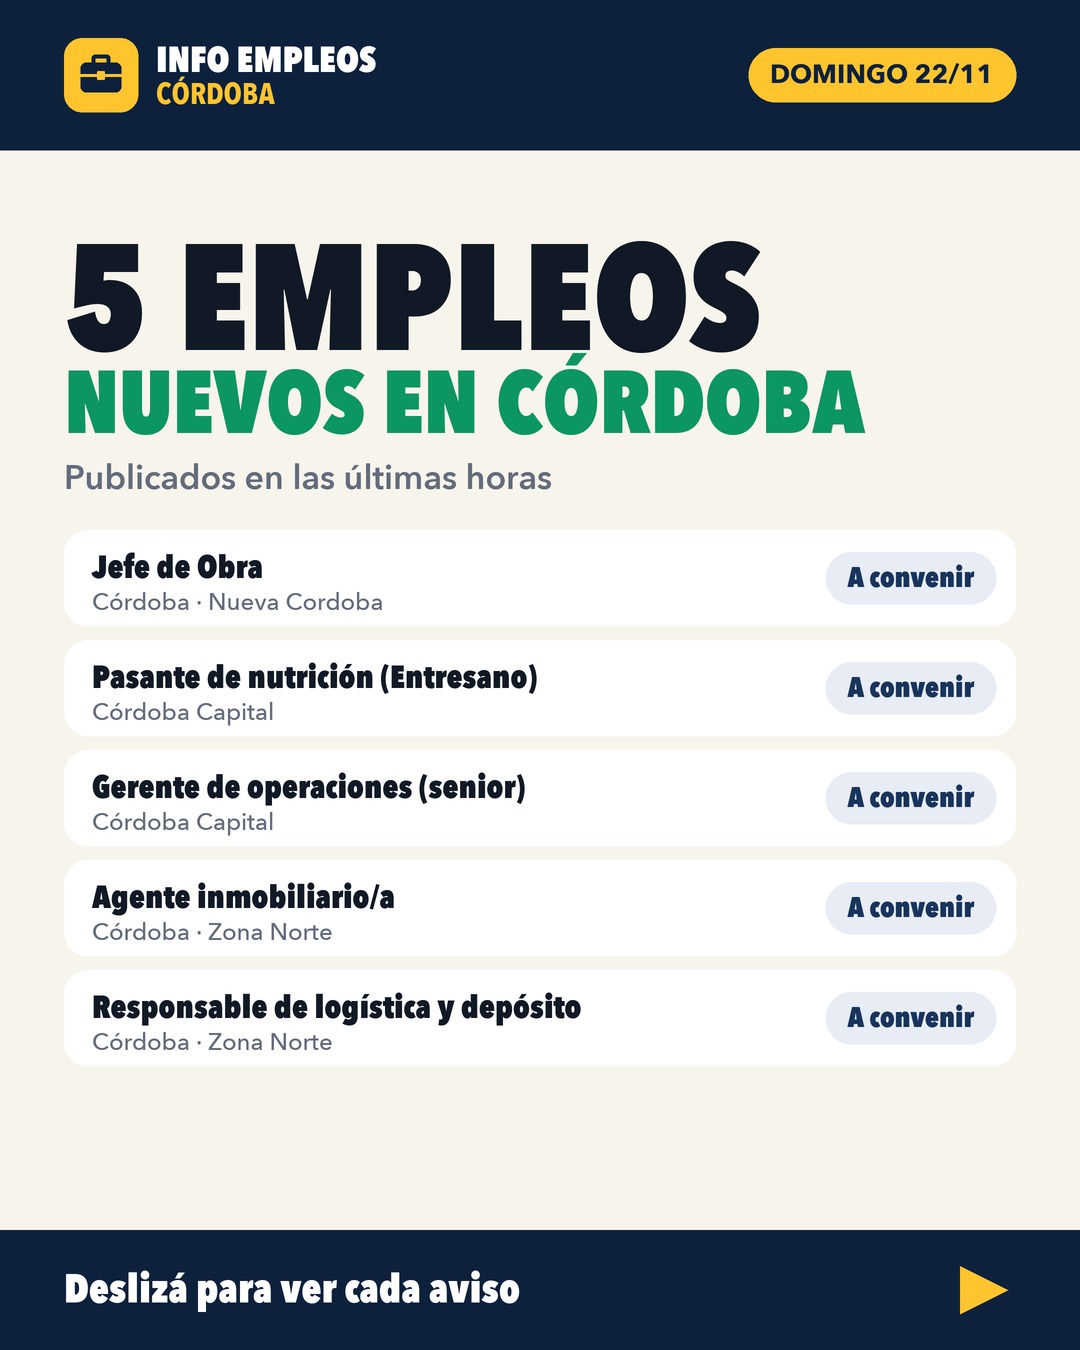 INFO EMPLEOS
CÓRDOBA
DOMINGO 22/11
5 EMPLEOS
NUEVOS EN CÓRDOBA
Publicados en las últimas horas
Jefe de Obra
Córdoba · Nueva Cordoba
A convenir
Pasante de nutrición (Entresano)
Córdoba Capital
A convenir
Gerente de operaciones (senior)
Córdoba Capital
A convenir
Agente inmobiliario/a
Córdoba · Zona Norte
A convenir
Responsable de logística y depósito
Córdoba · Zona Norte
A convenir
Deslizá para ver cada aviso